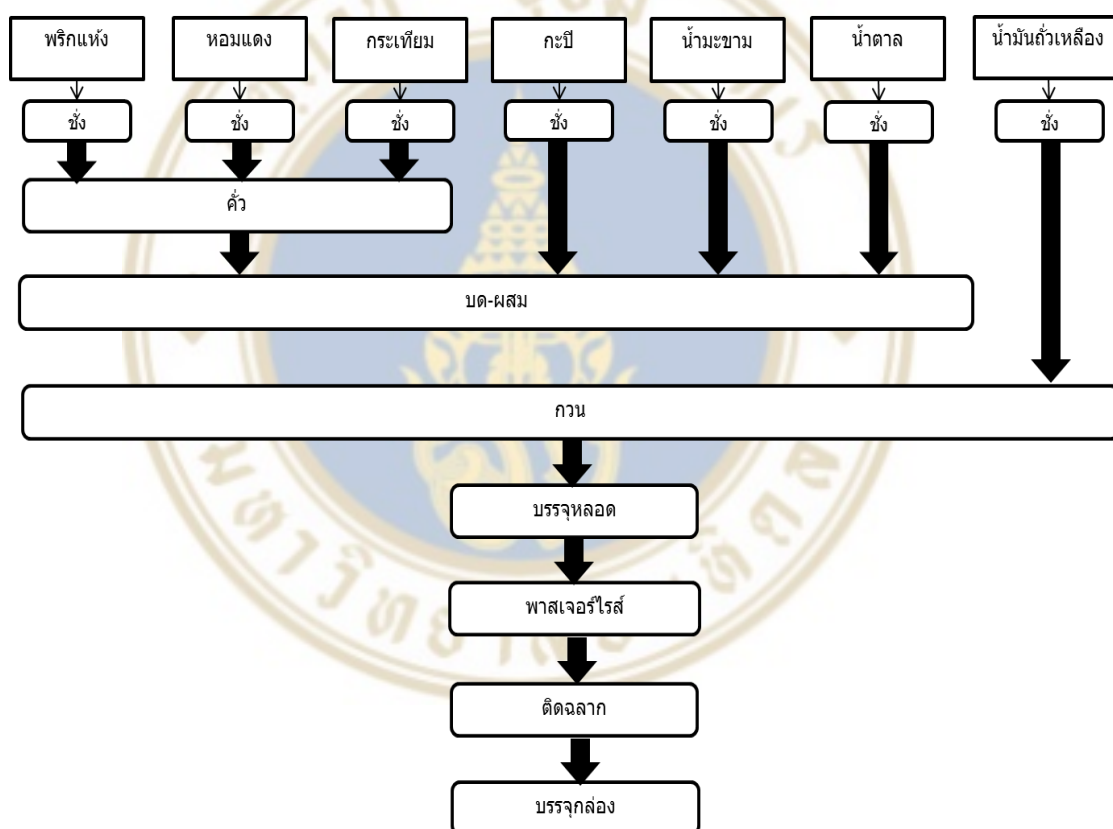 พริกแห้ง หอมแดง กระเทียม กะปิ น้ำมะขาม น้ำตาล น้ำมันถั่วเหลือง
ชั่ง ชั่ง ชั่ง ชั่ง ชั่ง ชั่ง ชั่ง
คั่ว
บด-ผสม
กวน
บรรจุหลอด
พาสเจอร์ไรส์
ติดฉลาก
บรรจุกล่อง